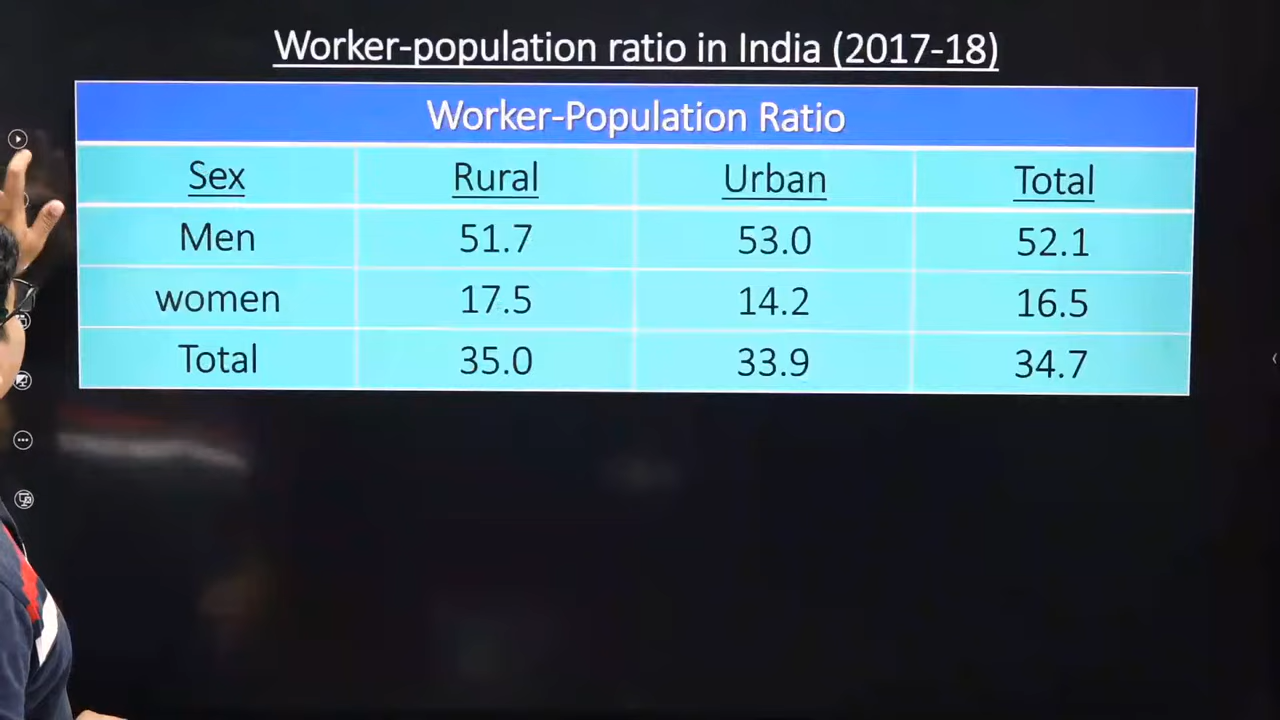 Worker-population ratio in India (2017-18)
Worker-Population Ratio
Sex Rural Urban Total
Men 51.7 53.0 52.1
women 17.5 14.2 16.5
Total 35.0 33.9 34.7